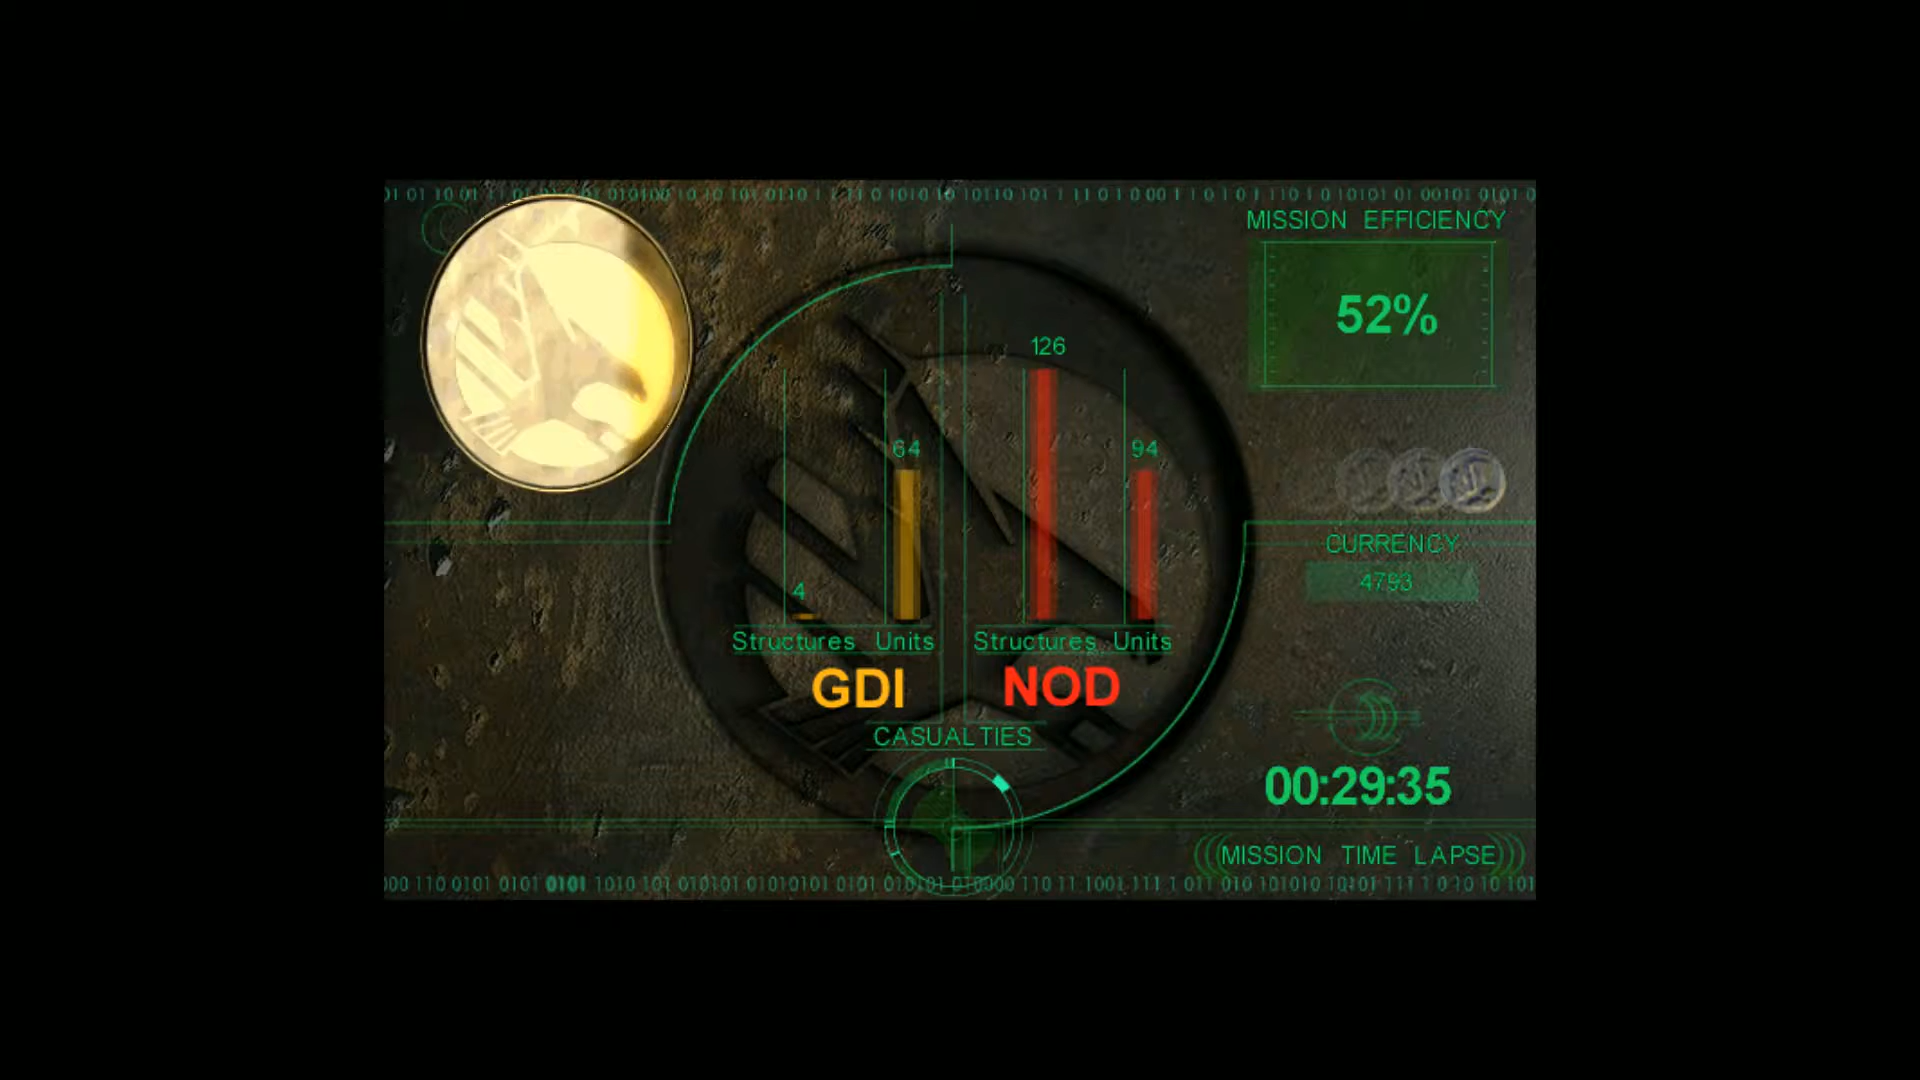 MISSION EFFICIENCY
52%
126
64
94
4
CURRENCY
4793
Structures Units
Structures Units
GDI
NOD
CASUALTIES
00:29:35
MISSION TIME LAPSE